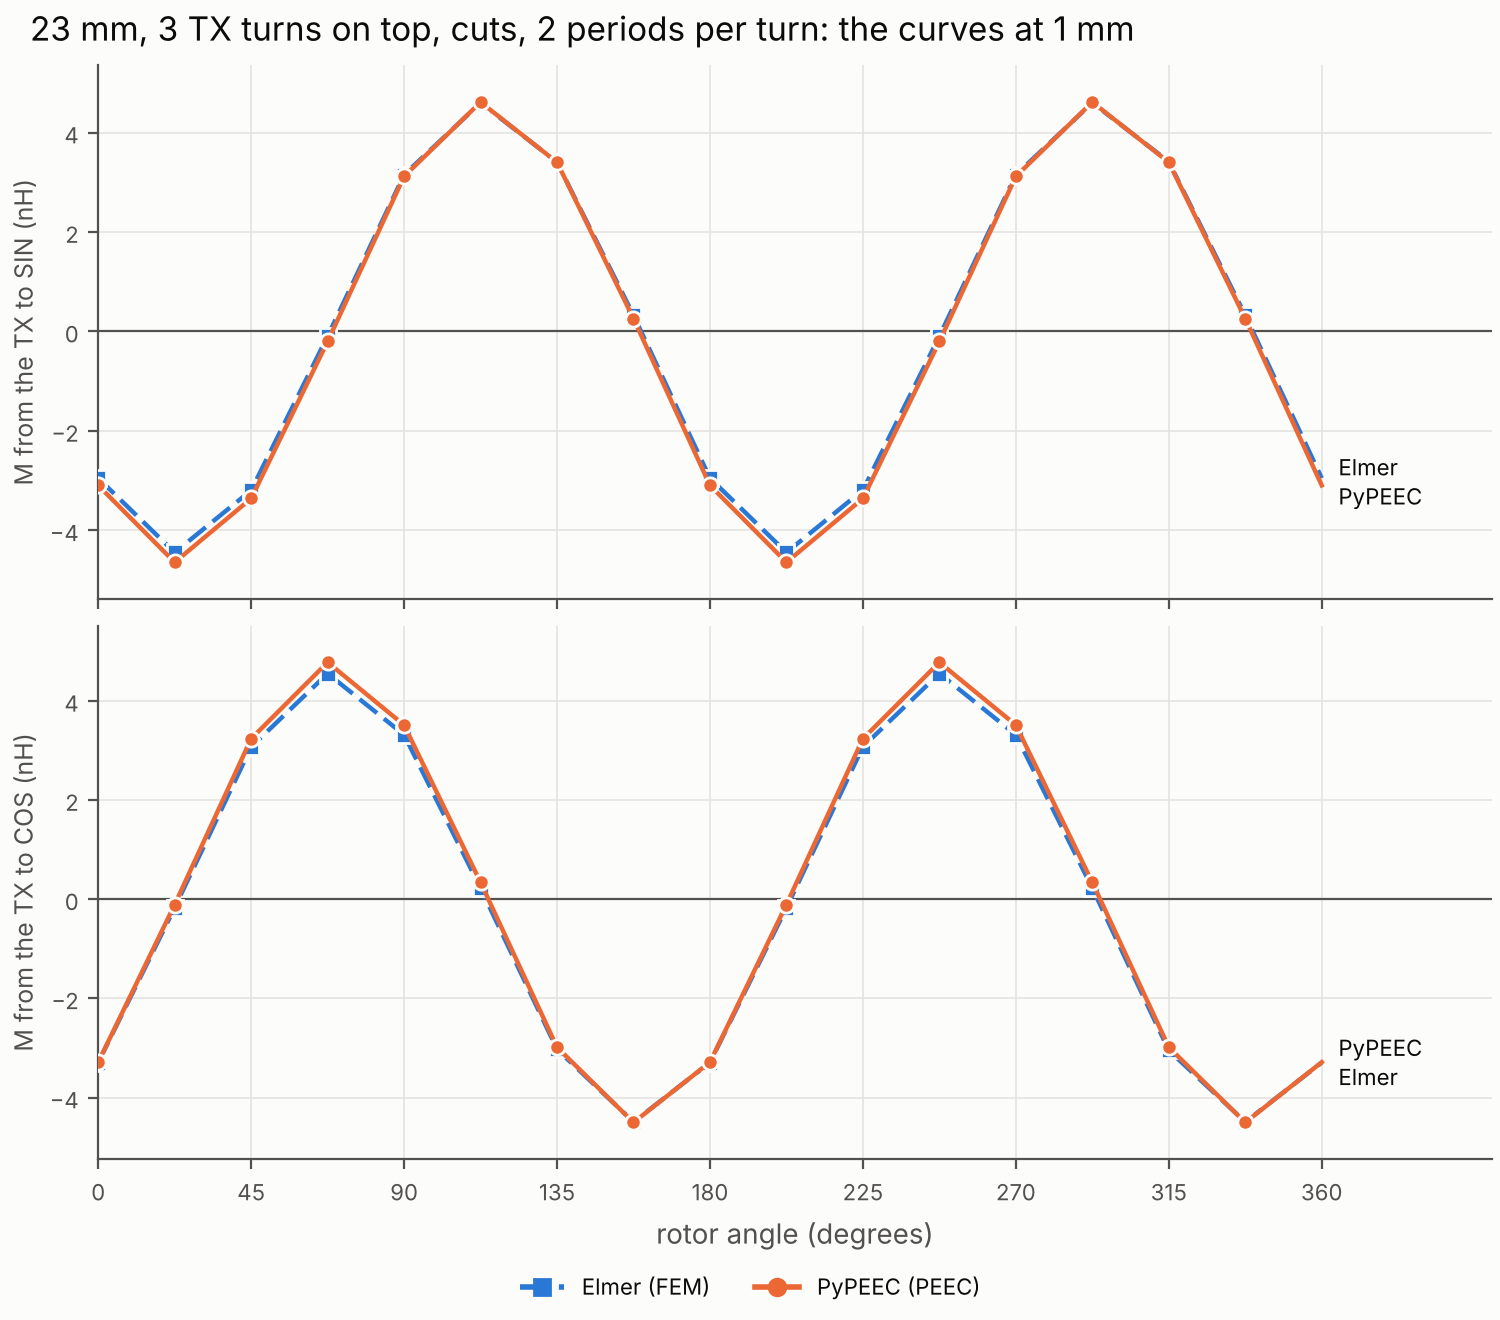 23 mm, 3 TX turns on top, cuts, 2 periods per turn: the curves at 1 mm
M from the TX to SIN (nH)
4
2
0
−2
−4
Elmer
PyPEEC
M from the TX to COS (nH)
4
2
0
−2
−4
PyPEEC
Elmer
0 45 90 135 180 225 270 315 360
rotor angle (degrees)
Elmer (FEM) PyPEEC (PEEC)